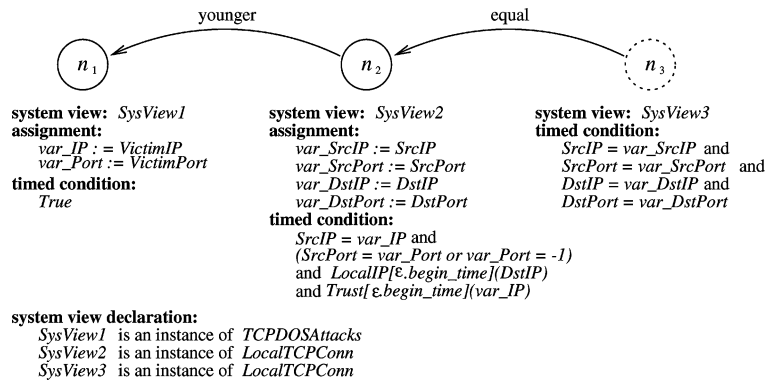 younger equal
n1 n2 n3
system view: SysView1
assignment:
var_IP := VictimIP
var_Port := VictimPort
timed condition:
True
system view: SysView2
assignment:
var_SrcIP := SrcIP
var_SrcPort := SrcPort
var_DstIP := DstIP
var_DstPort := DstPort
timed condition:
SrcIP = var_IP and
(SrcPort = var_Port or var_Port = -1)
and LocalIP[ε.begin_time](DstIP)
and Trust[ε.begin_time](var_IP)
system view: SysView3
timed condition:
SrcIP = var_SrcIP and
SrcPort = var_SrcPort and
DstIP = var_DstIP and
DstPort = var_DstPort
system view declaration:
SysView1 is an instance of TCPDOSAttacks
SysView2 is an instance of LocalTCPConn
SysView3 is an instance of LocalTCPConn